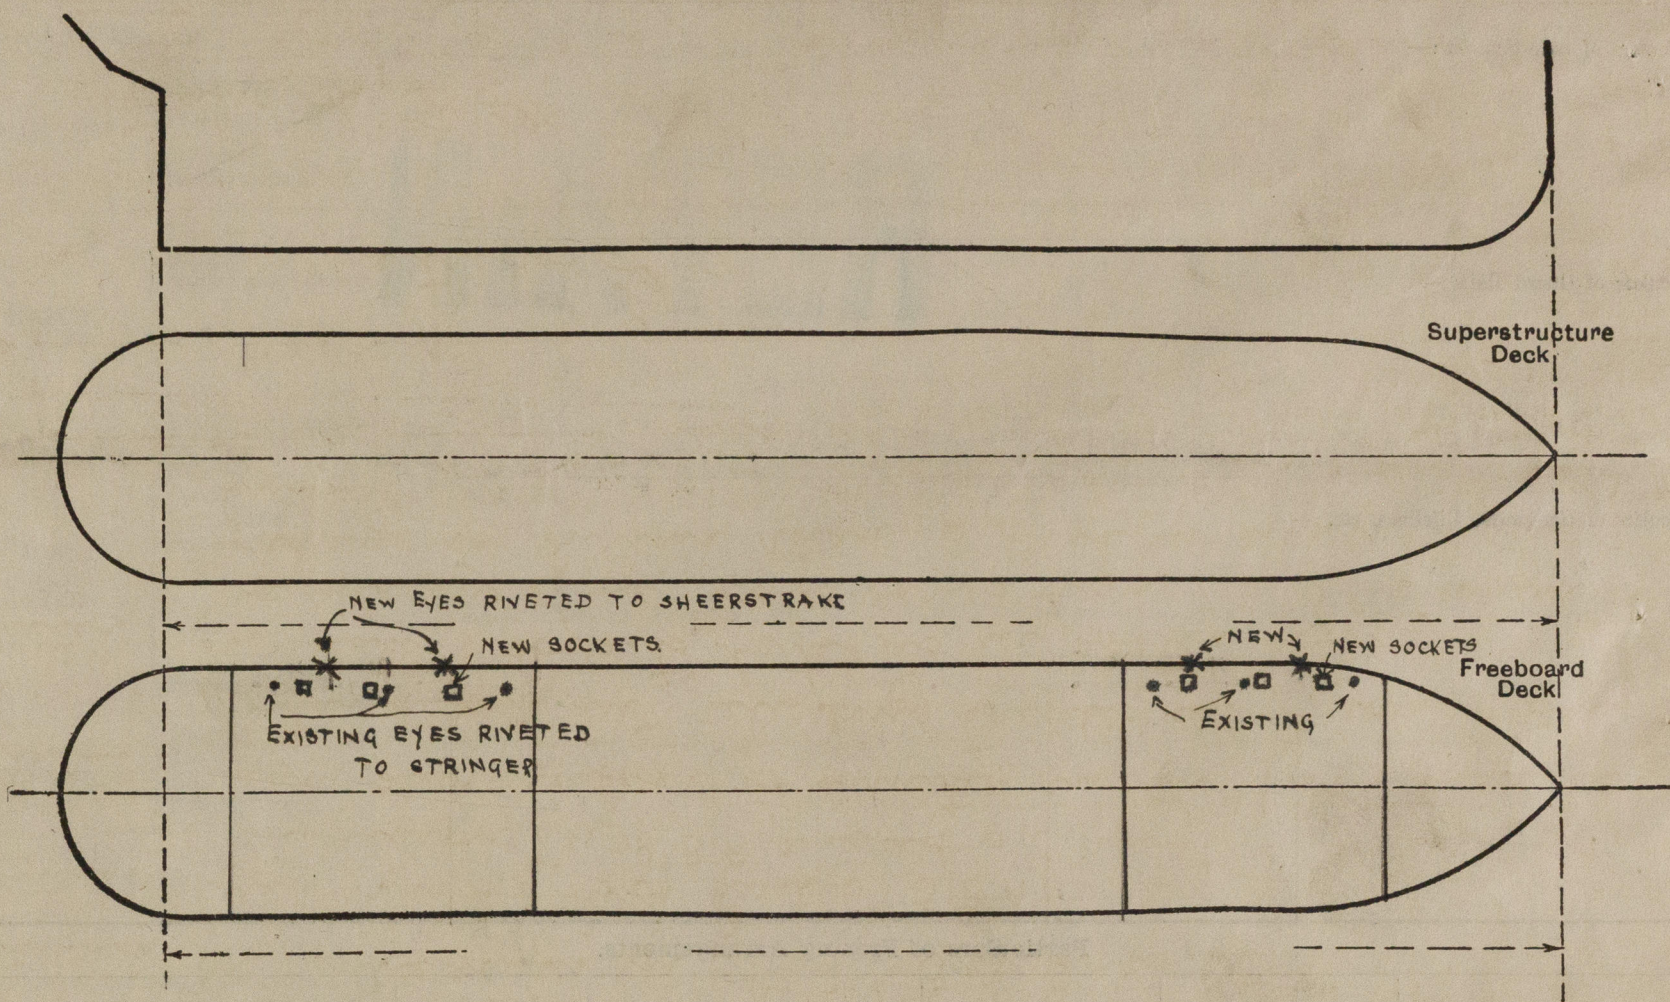 Superstructure
Deck
NEW EYES RIVETED TO SHEERSTRAKE
NEW SOCKETS.
NEW
NEW SOCKETS
Freeboard
Deck
EXISTING EYES RIVETED
TO STRINGER
EXISTING